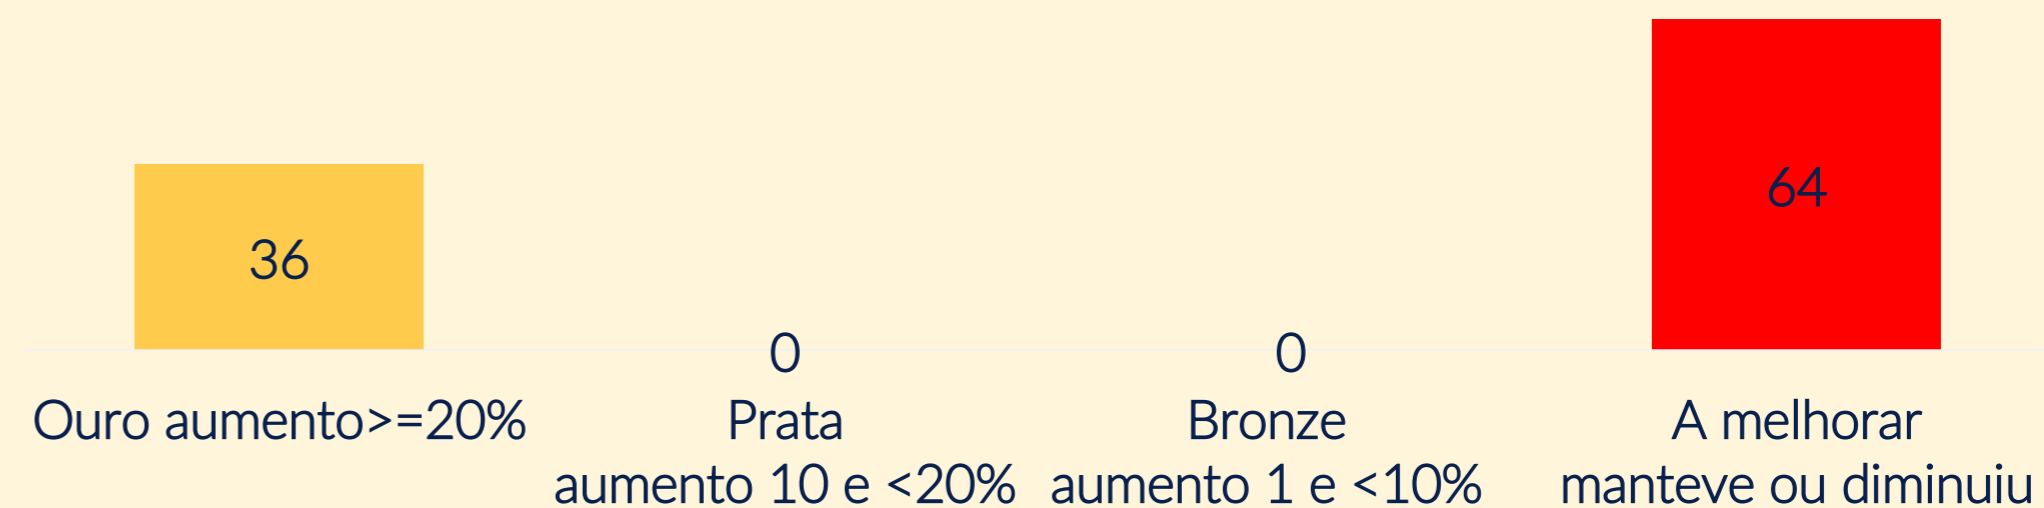 64
36
0
0
Ouro aumento>=20%
Prata
aumento 10 e <20%
Bronze
aumento 1 e <10%
A melhorar
manteve ou diminuiu